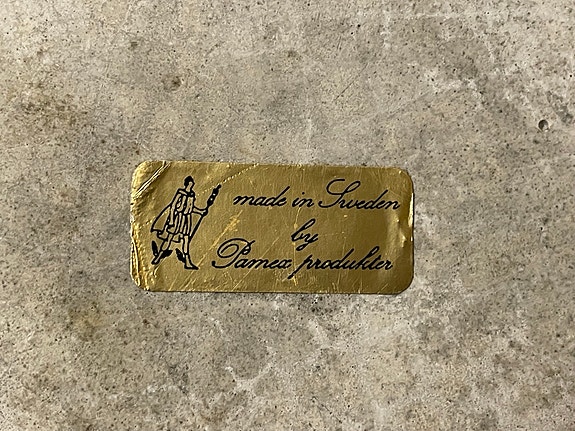 made in Sweden
by
Pamex produkter